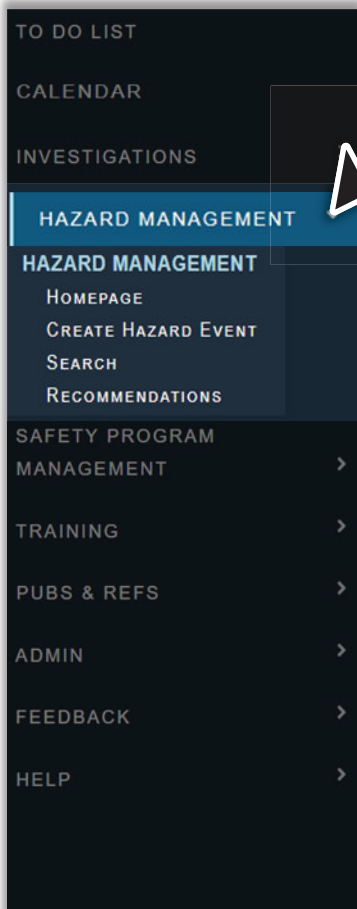 TO DO LIST
CALENDAR
INVESTIGATIONS
HAZARD MANAGEMENT
HAZARD MANAGEMENT
HOMEPAGE
CREATE HAZARD EVENT
SEARCH
RECOMMENDATIONS
SAFETY PROGRAM
MANAGEMENT
TRAINING
PUBS & REFS
ADMIN
FEEDBACK
HELP